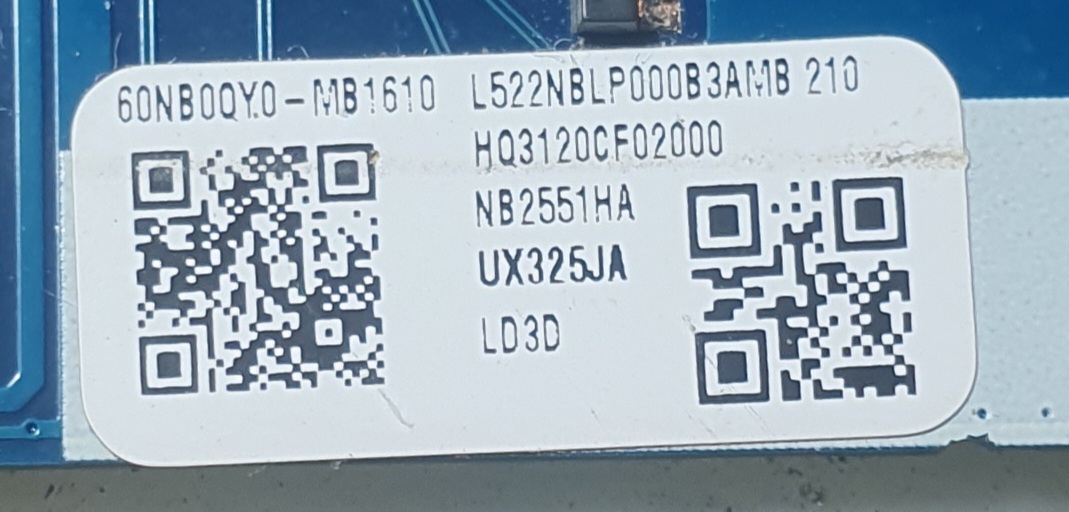 60NB0QY0-MB1610 L522NBLP000B3AMB 210
HQ3120CF02000
NB2551HA
UX325JA
LD3D